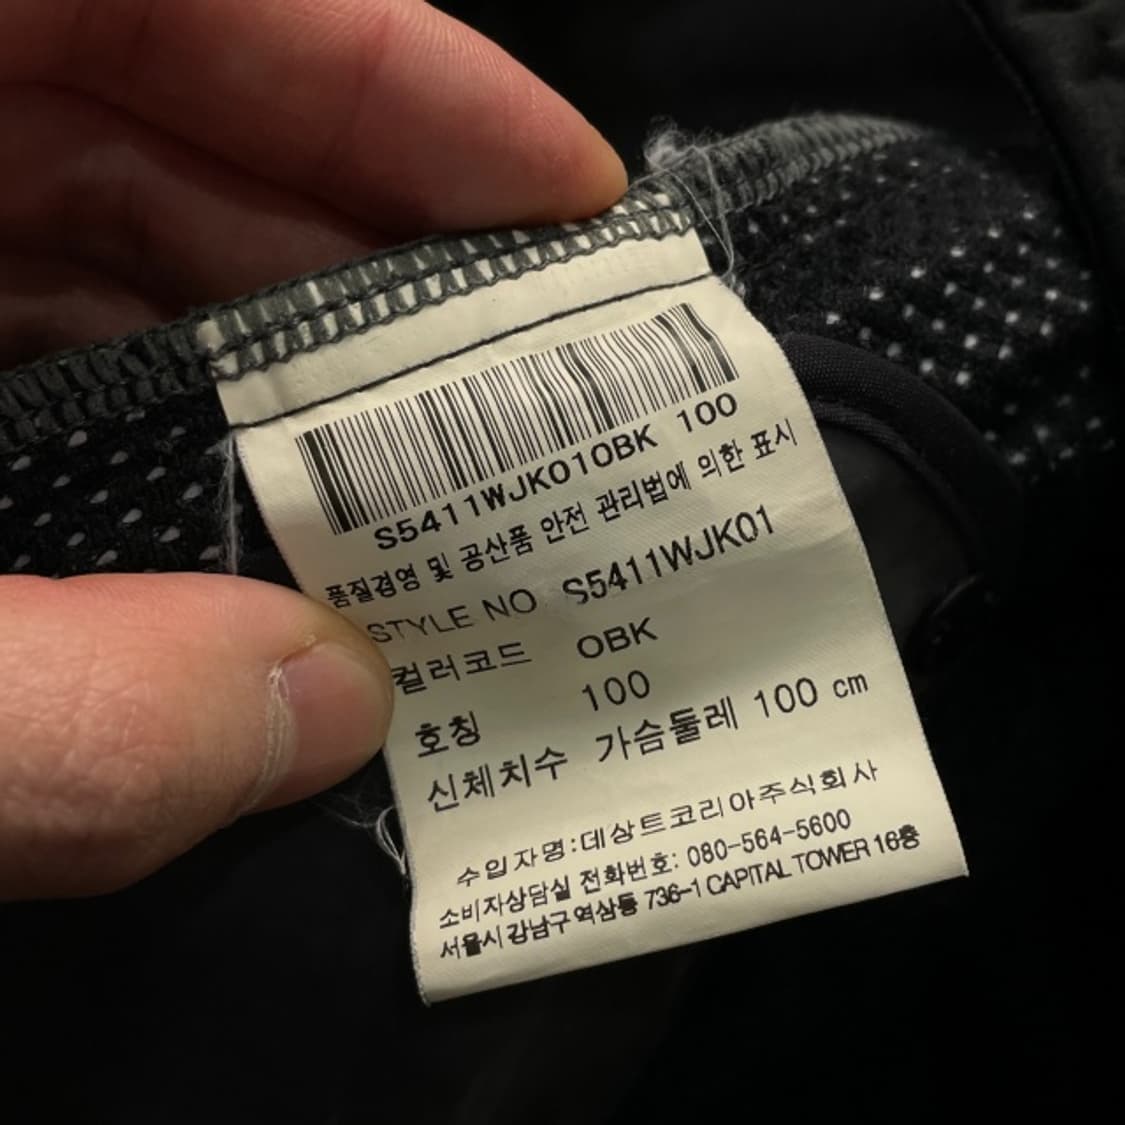 S5411WJK010BK 100
품질경영 및 공산품 안전 관리법에 의한 표시
STYLE NO S5411WJK01
컬러코드 OBK
호칭 100
신체치수 가슴둘레 100 cm
수입자명:데상트코리아주식회사
소비자상담실 전화번호: 080-564-5600
서울시 강남구 역삼동 736-1 CAPITAL TOWER 16층